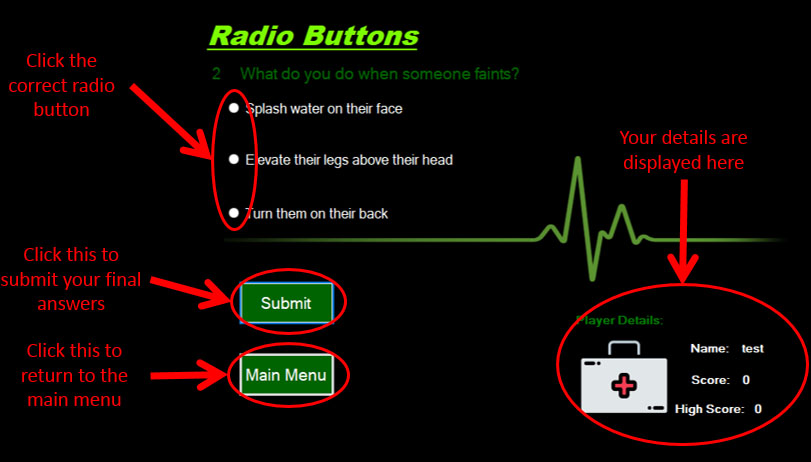 Radio Buttons
Click the
correct radio
button
2 What do you do when someone faints?
Splash water on their face
Elevate their legs above their head
Turn them on their back
Your details are
displayed here
Click this to
submit your final
answers
Submit
Click this to
return to the
main menu
Main Menu
Player Details:
Name: test
Score: 0
High Score: 0